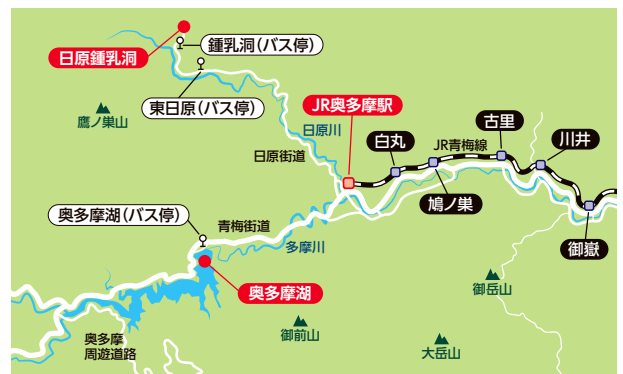 鍾乳洞(バス停)
日原鍾乳洞
東日原(バス停)
JR奥多摩駅
鷹ノ巣山
日原川
古里
白丸
JR青梅線
川井
日原街道
鳩ノ巣
奥多摩湖(バス停)
青梅街道
多摩川
御嶽
奥多摩湖
御岳山
奥多摩
周遊道路
御前山
大岳山